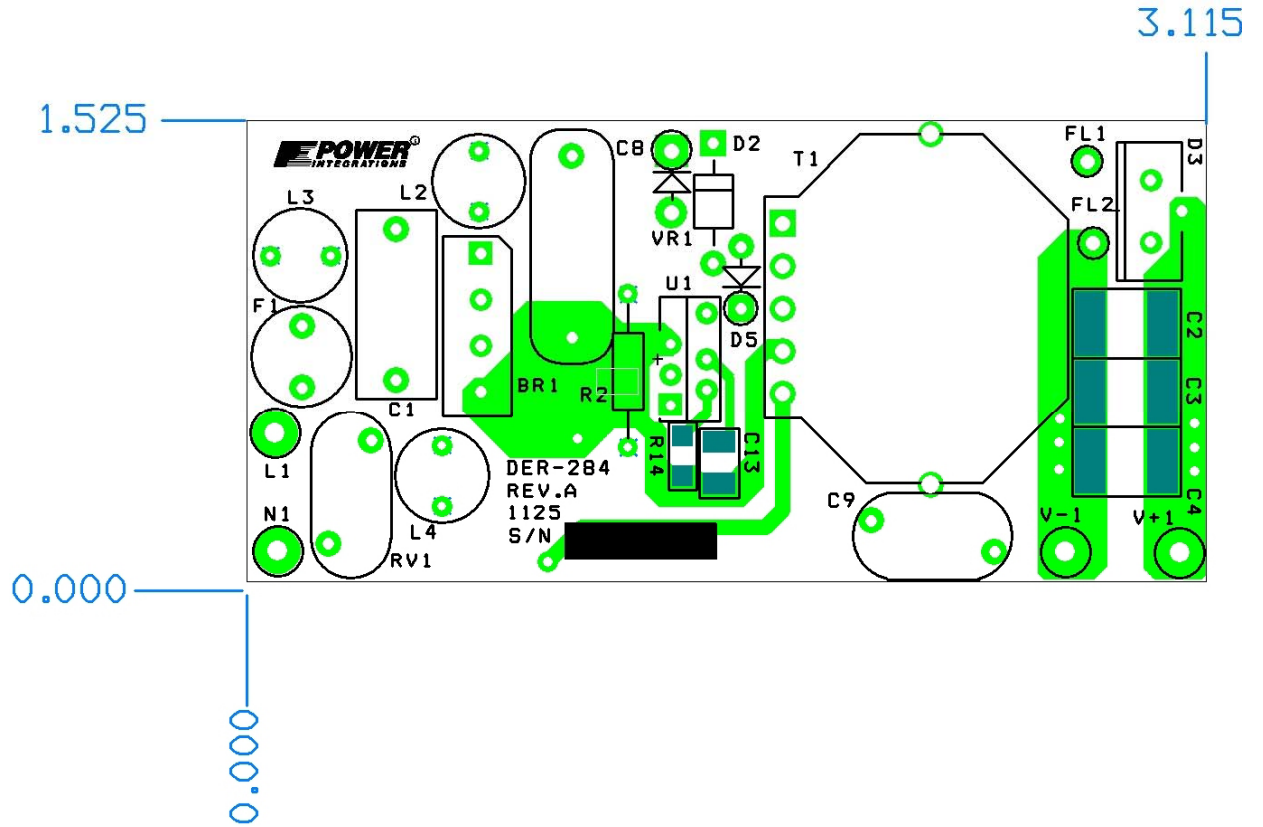 3.115
1.525
POWER
INTEGRATIONS
R
C8
D2
FL1
D3
T1
L2
L3
FL2
VR1
U1
F1
D5
C2
+
BR1
R2
C3
C1
R14
C13
L1
DER-284
REV.A
1125
S/N
C9
C4
N1
L4
V-1
V+1
RV1
0.000
0.000